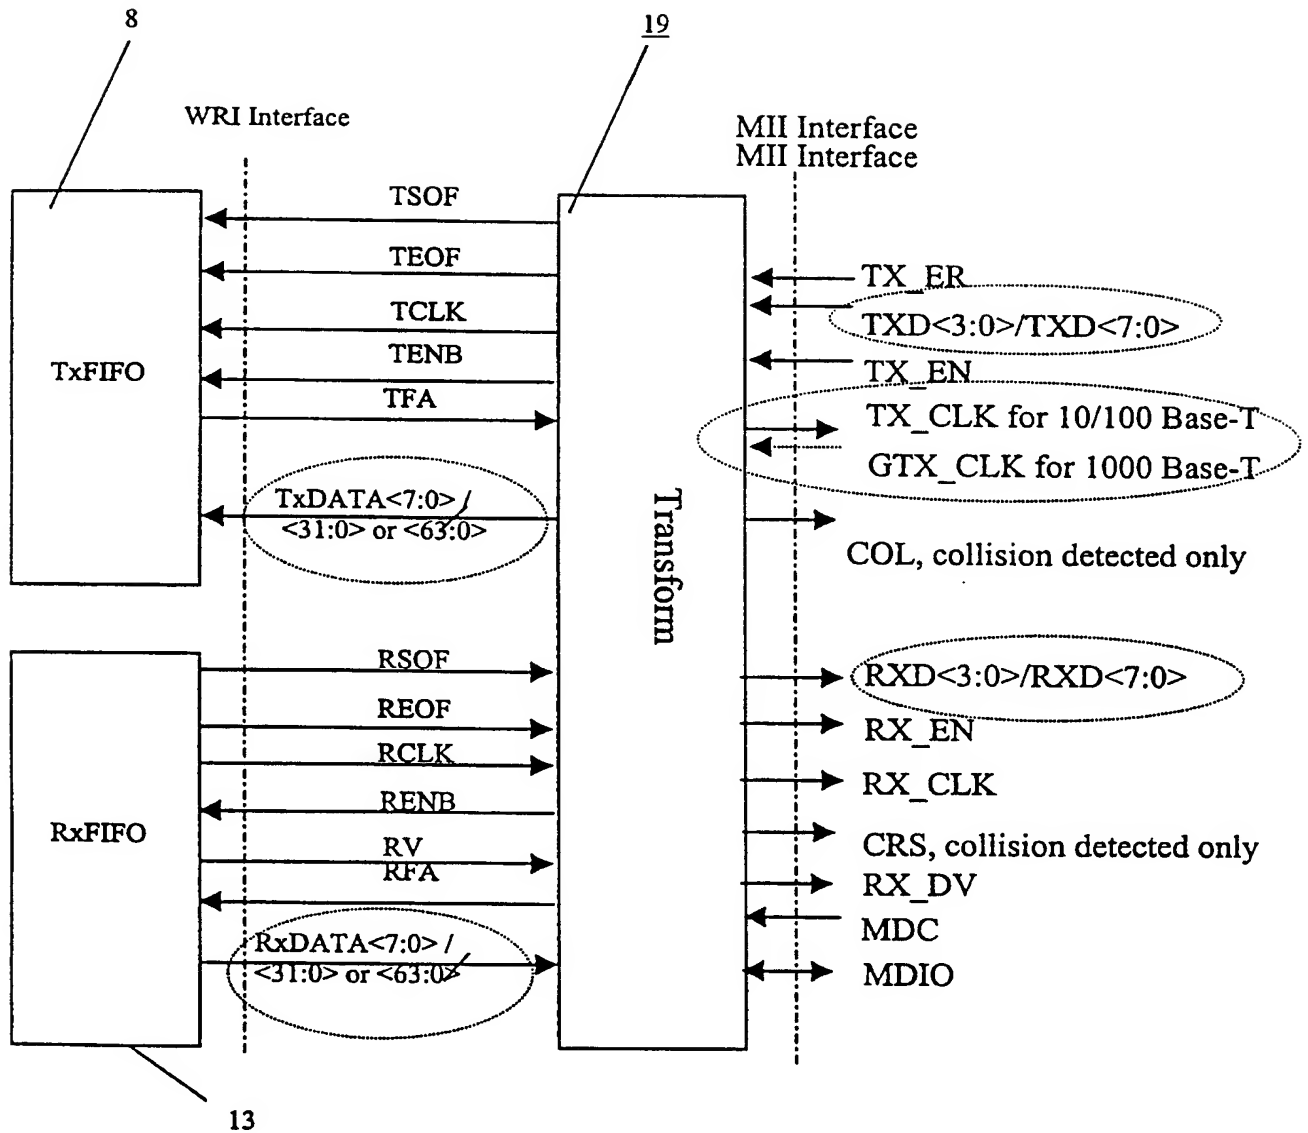 8
19
WRI Interface
MII Interface
MII Interface
TSOF
TEOF
TCLK
TENB
TFA
TxDATA<7:0> /
<31:0> or <63:0>
TxFIFO
Transform
TX_ER
TXD<3:0>/TXD<7:0>
TX_EN
TX_CLK for 10/100 Base-T
GTX_CLK for 1000 Base-T
COL, collision detected only
RSOF
REOF
RCLK
RENB
RV
RFA
RxDATA<7:0> /
<31:0> or <63:0>
RxFIFO
RXD<3:0>/RXD<7:0>
RX_EN
RX_CLK
CRS, collision detected only
RX_DV
MDC
MDIO
13